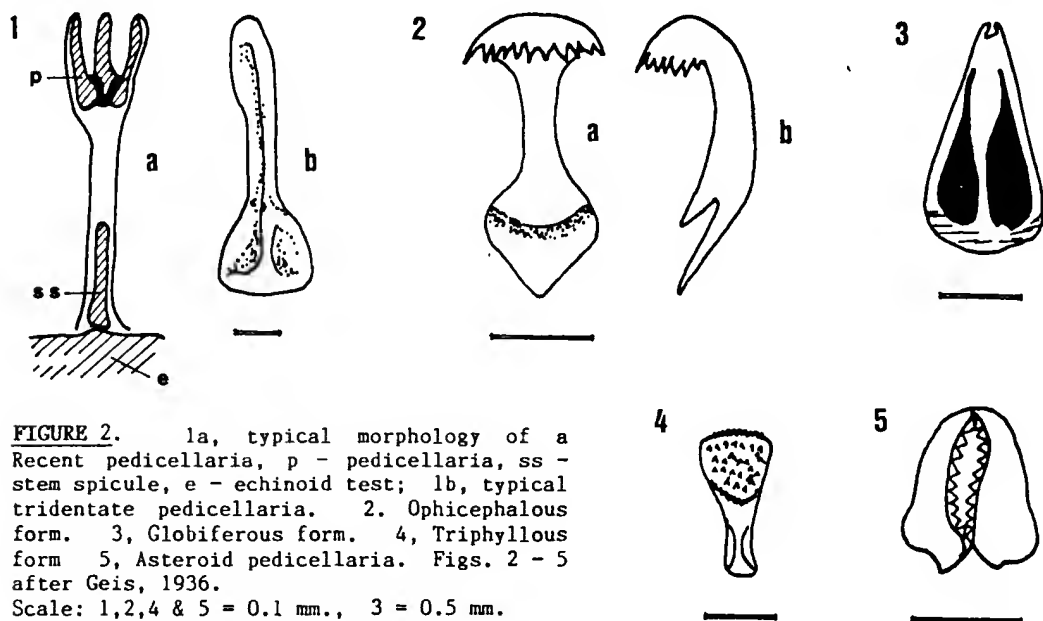 1
p
a
b
ss
e
2
a
b
3
FIGURE 2. 1a, typical morphology of a
Recent pedicellaria, p - pedicellaria, ss -
stem spicule, e - echinoid test; 1b, typical
tridentate pedicellaria. 2. Ophicephalous
form. 3, Globiferous form. 4, Triphyllous
form 5, Asteroid pedicellaria. Figs. 2 - 5
after Geis, 1936.
Scale: 1,2,4 & 5 = 0.1 mm., 3 = 0.5 mm.
4
5